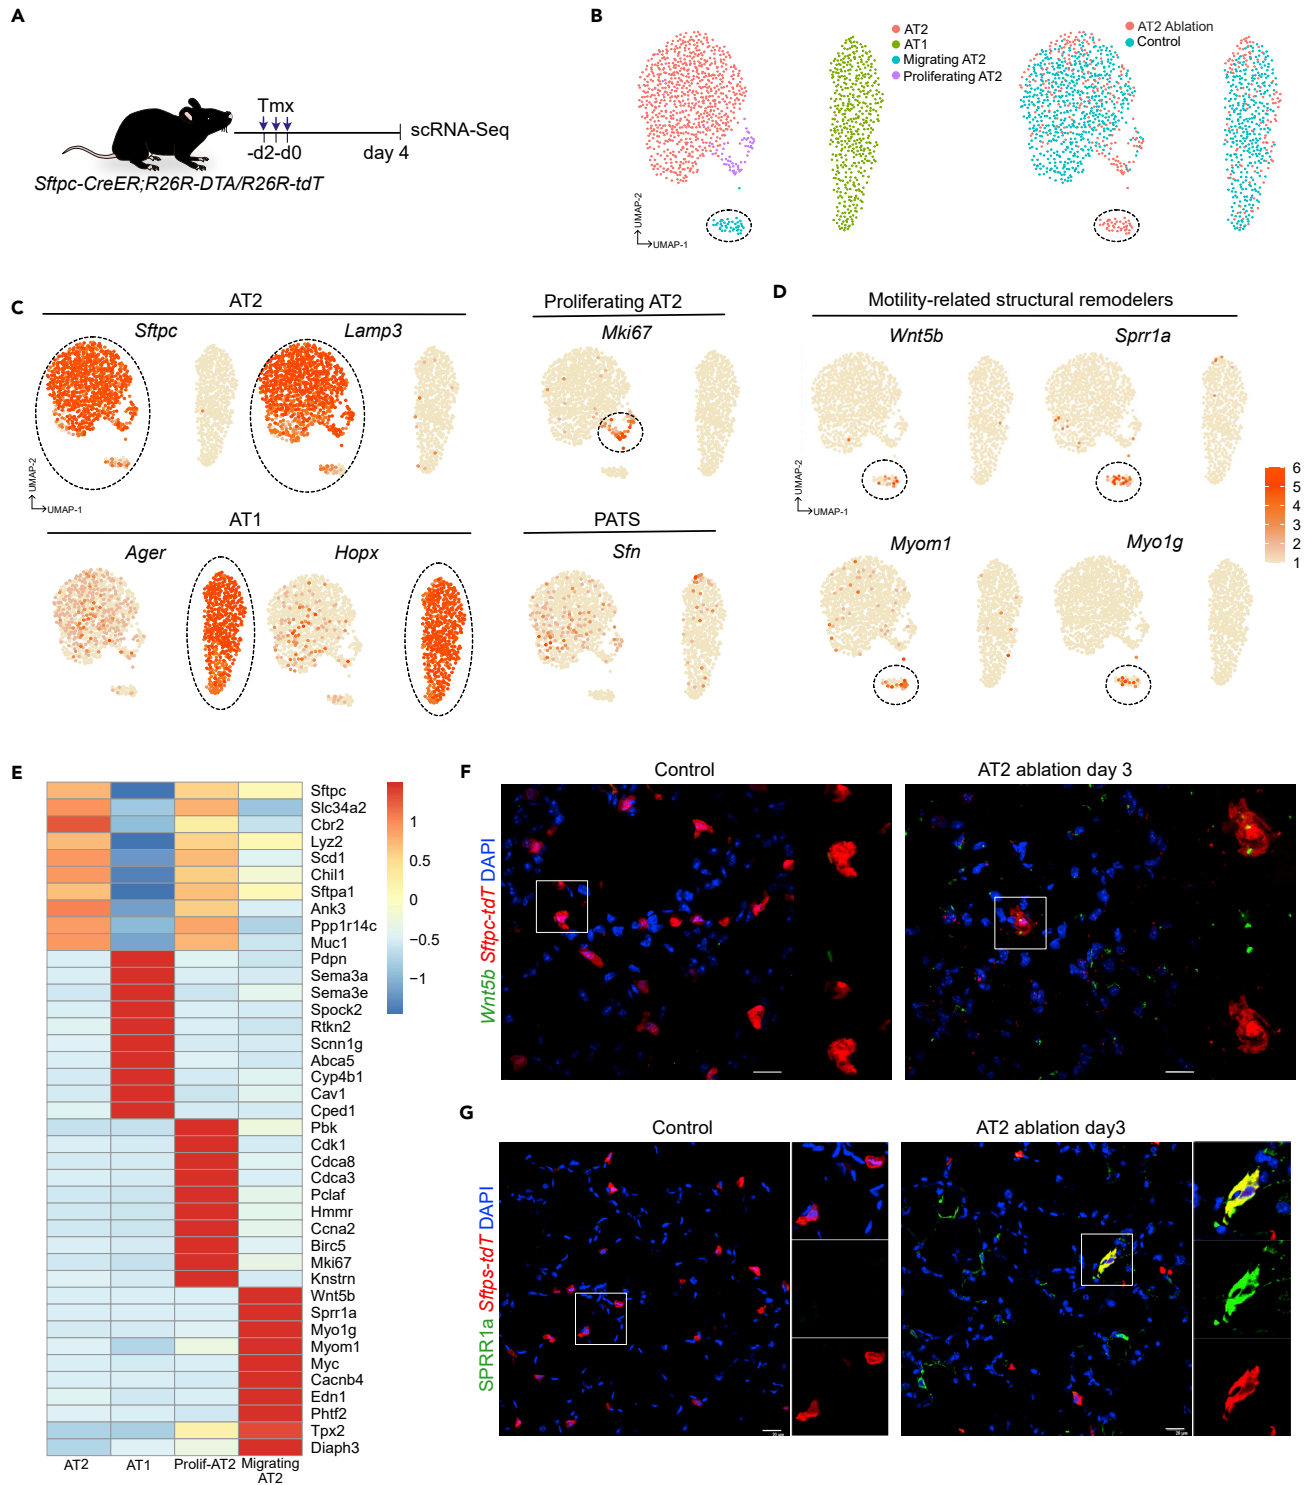 A
Tmx
-d2-d0
day 4
scRNA-Seq
Sftpc-CreER;R26R-DTA/R26R-tdT
B
AT2
AT1
Migrating AT2
Proliferating AT2
AT2 Ablation
Control
UMAP-2
UMAP-1
C
AT2
Sftpc
Lamp3
Proliferating AT2
Mki67
UMAP-2
UMAP-1
AT1
Ager
Hopx
PATS
Sfn
D
Motility-related structural remodelers
Wnt5b
Sprr1a
UMAP-2
UMAP-1
Myom1
Myo1g
6
5
4
3
2
1
E
Sftpc
Slc34a2
Cbr2
Lyz2
Scd1
Chil1
Sftpa1
Ank3
Ppp1r14c
Muc1
Pdpn
Sema3a
Sema3e
Spock2
Rtkn2
Scnn1g
Abca5
Cyp4b1
Cav1
Cped1
Pbk
Cdk1
Cdca8
Cdca3
Pclaf
Hmmr
Ccna2
Birc5
Mki67
Knstrn
Wnt5b
Sprr1a
Myo1g
Myom1
Myc
Cacnb4
Edn1
Phtf2
Tpx2
Diaph3
1
0.5
0
−0.5
−1
AT2
AT1
Prolif-AT2
Migrating
AT2
F
Control
AT2 ablation day 3
Wnt5b Sftpc-tdT DAPI
G
Control
AT2 ablation day3
SPRR1a Sftps-tdT DAPI
20 µm